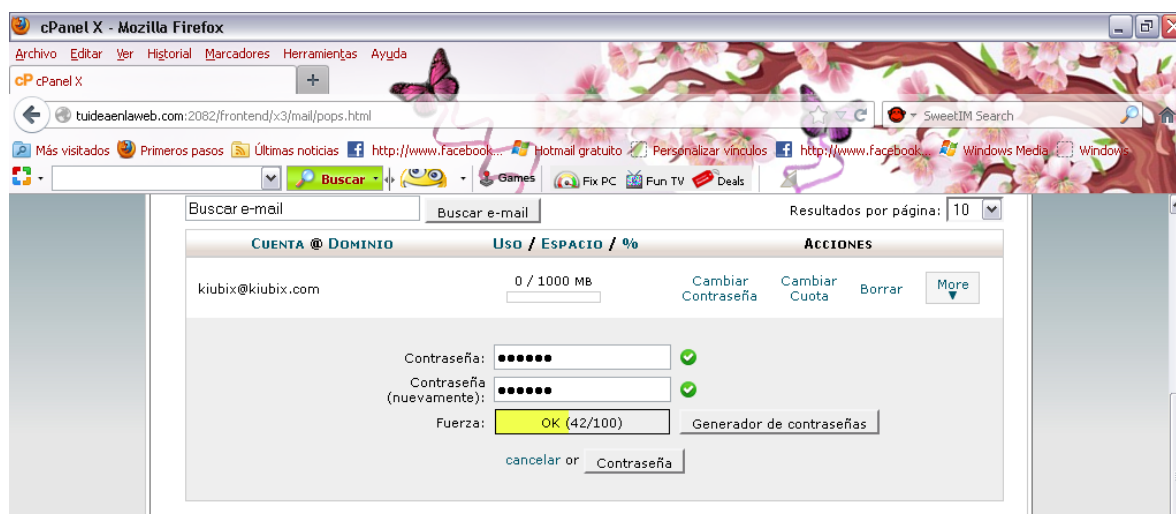 cPanel X - Mozilla Firefox
Archivo Editar Ver Historial Marcadores Herramientas Ayuda
cP cPanel X
tuideaenlaweb.com:2082/frontend/x3/mail/pops.html SweetIM Search
Más visitados Primeros pasos Últimas noticias http://www.facebook... Hotmail gratuito Personalizar vínculos http://www.facebook... Windows Media Windows
Buscar Games Fix PC Fun TV Deals
Buscar e-mail Buscar e-mail Resultados por página: 10
CUENTA @ DOMINIO USO / ESPACIO / % ACCIONES
kiubix@kiubix.com 0 / 1000 MB Cambiar Contraseña Cambiar Cuota Borrar More
Contraseña: ••••••
Contraseña
(nuevamente): ••••••
Fuerza: OK (42/100) Generador de contraseñas
cancelar or Contraseña